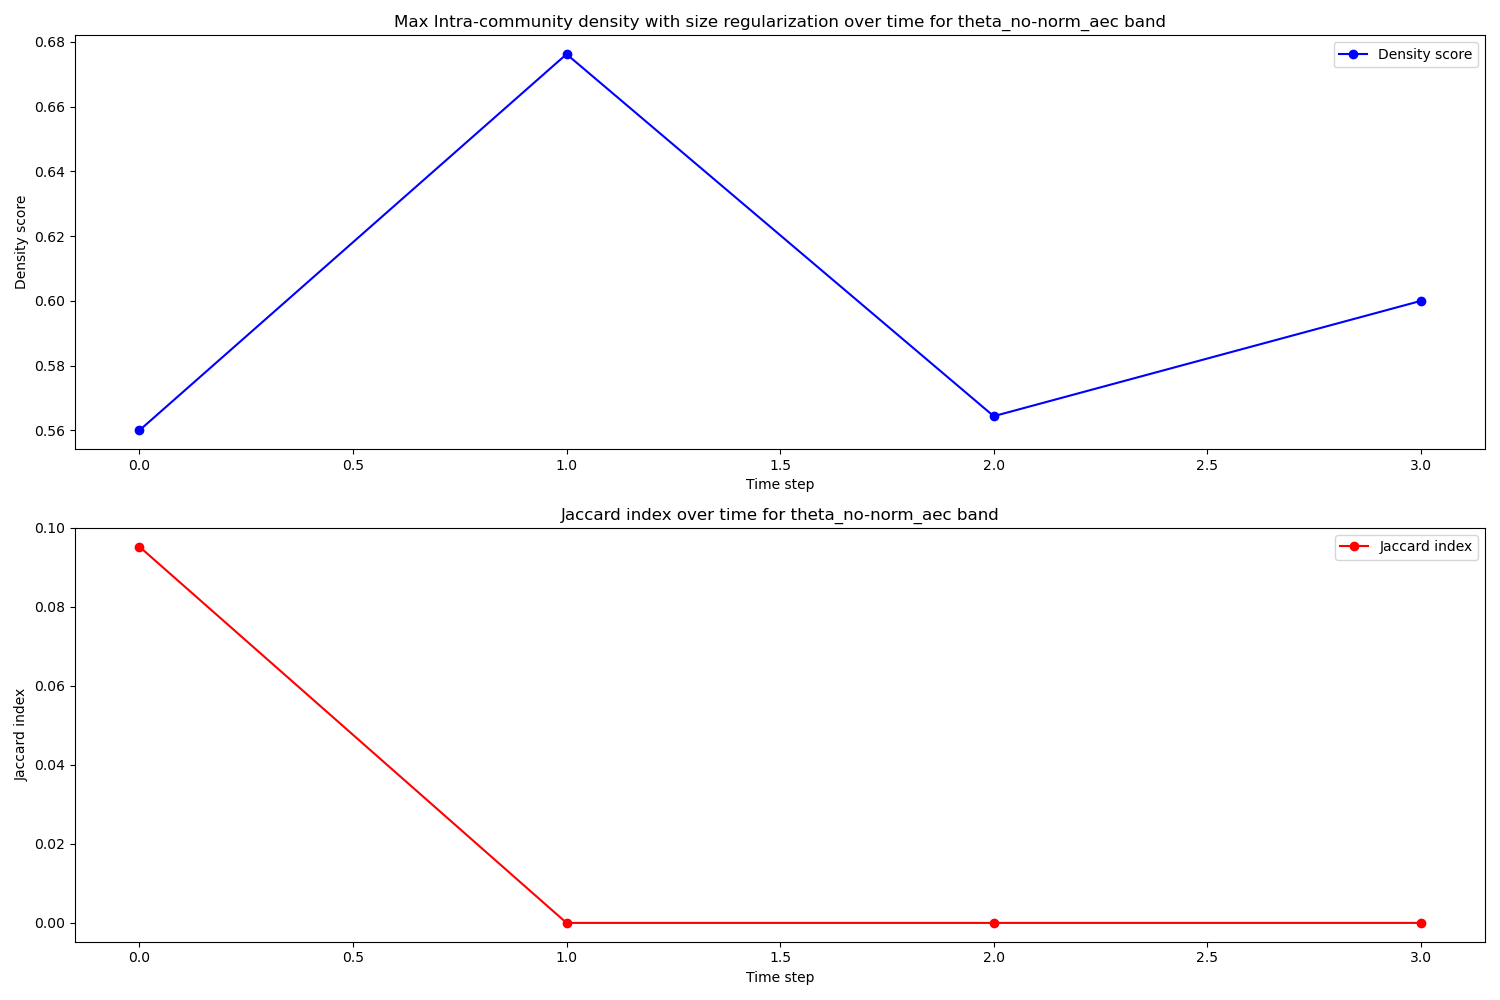 Max Intra-community density with size regularization over time for theta_no-norm_aec band
Density score
0.68
0.66
0.64
0.62
0.60
0.58
0.56
Density score
0.0 0.5 1.0 1.5 2.0 2.5 3.0
Time step
Jaccard index over time for theta_no-norm_aec band
Jaccard index
0.10
0.08
0.06
0.04
0.02
0.00
Jaccard index
0.0 0.5 1.0 1.5 2.0 2.5 3.0
Time step